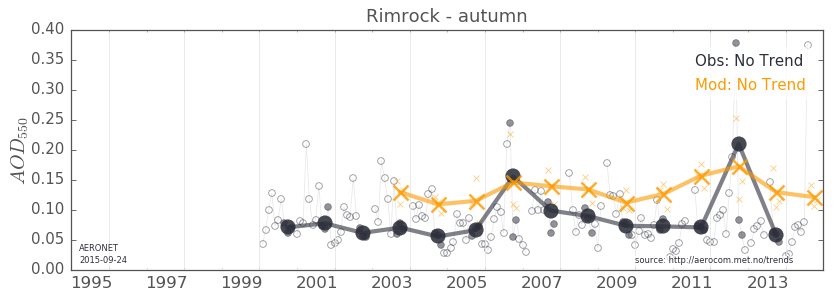 Rimrock - autumn
0.40
0.35
0.30
0.25
0.20
0.15
0.10
0.05
0.00
AOD550
Obs: No Trend
Mod: No Trend
AERONET
2015-09-24
source: http://aerocom.met.no/trends
1995 1997 1999 2001 2003 2005 2007 2009 2011 2013